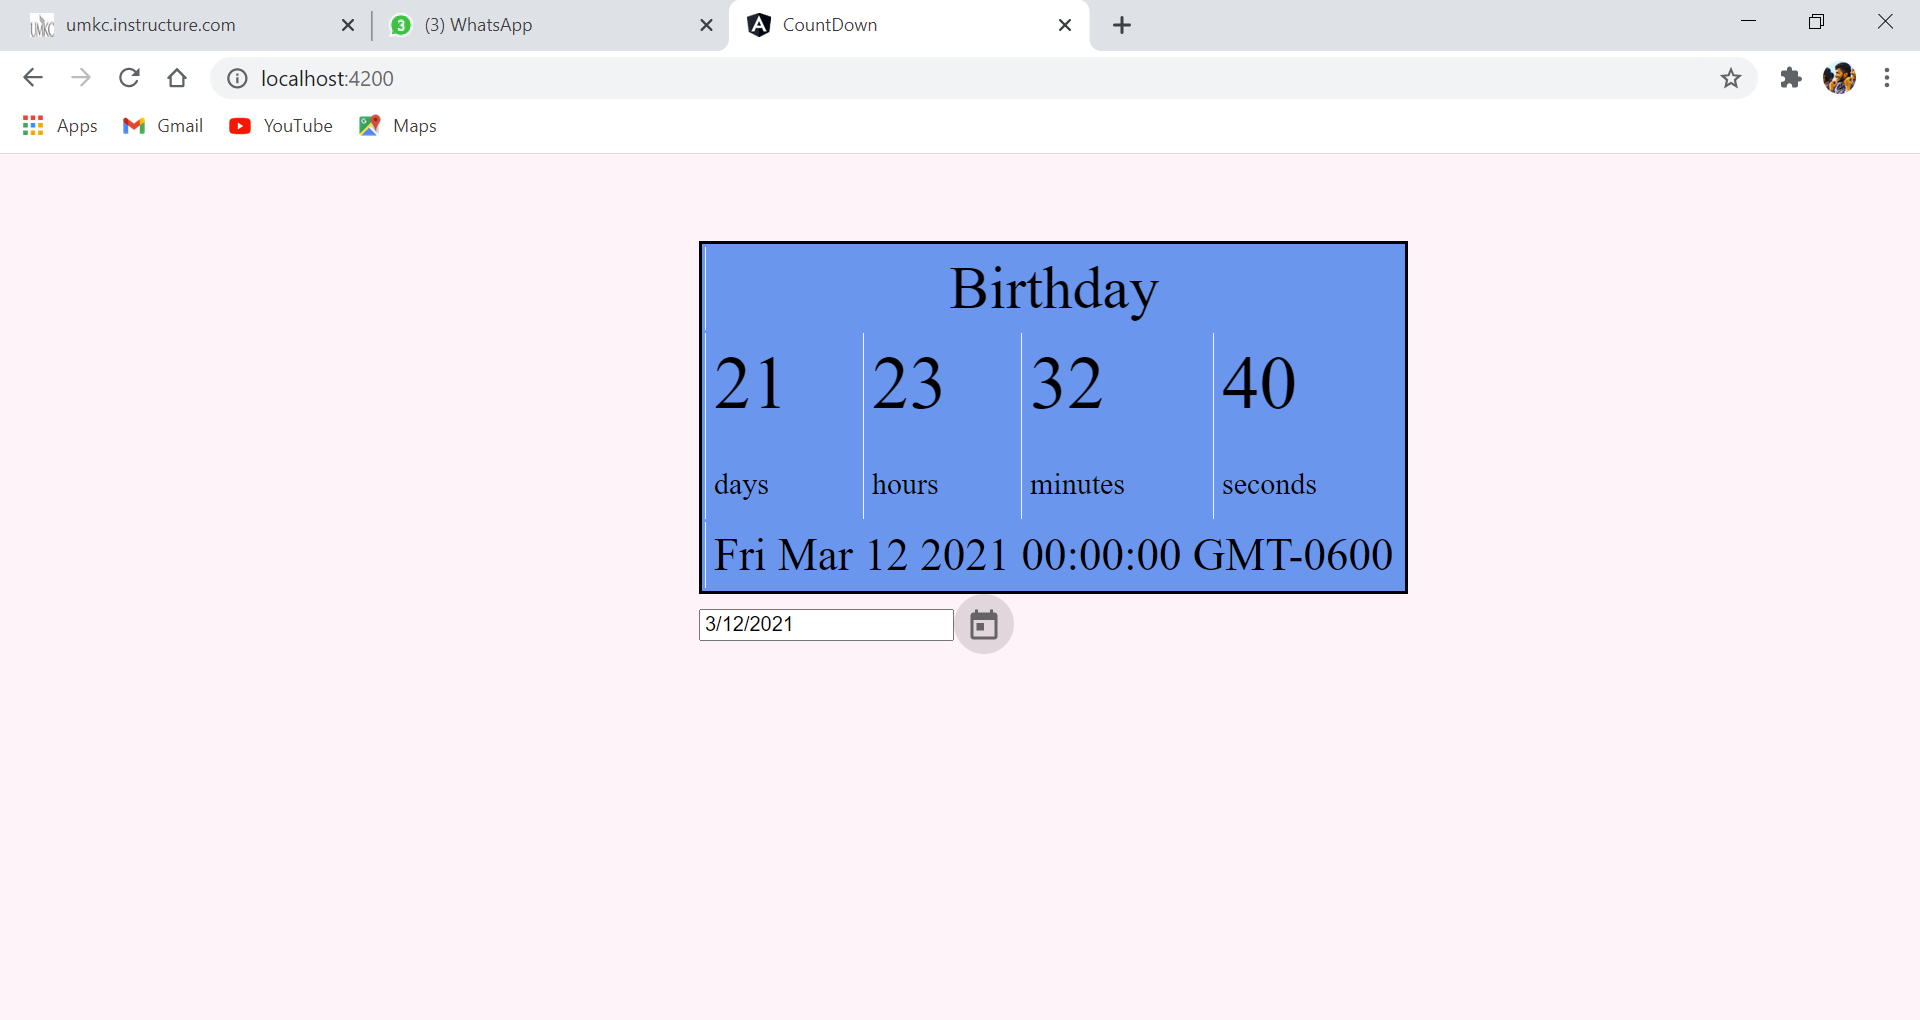 umkc.instructure.com (3) WhatsApp CountDown
localhost:4200
Apps Gmail YouTube Maps
Birthday
21 23 32 40
days hours minutes seconds
Fri Mar 12 2021 00:00:00 GMT-0600
3/12/2021